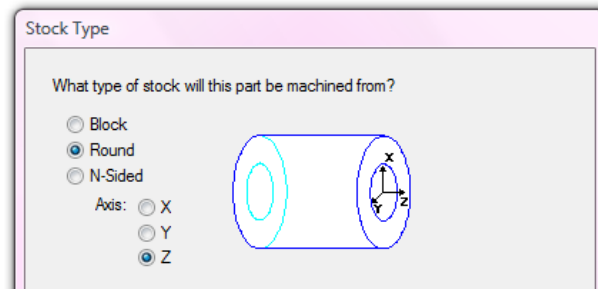 Stock Type
What type of stock will this part be machined from?
Block
Round
N-Sided
Axis: X
Y
Z
X
Y
Z